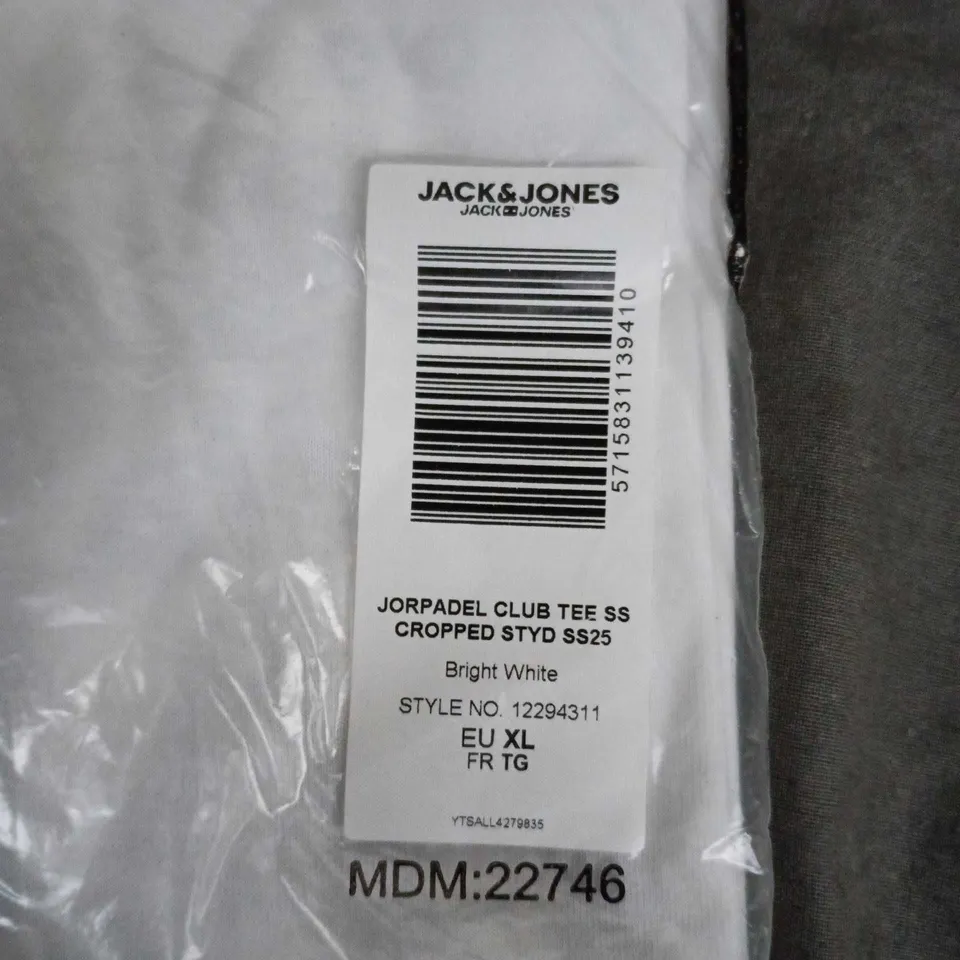 JACK&JONES
JACK JONES
5715831139410
JORPADEL CLUB TEE SS
CROPPED STYD SS25
Bright White
STYLE NO. 12294311
EU XL
FR TG
YTSALL4279835
MDM:22746